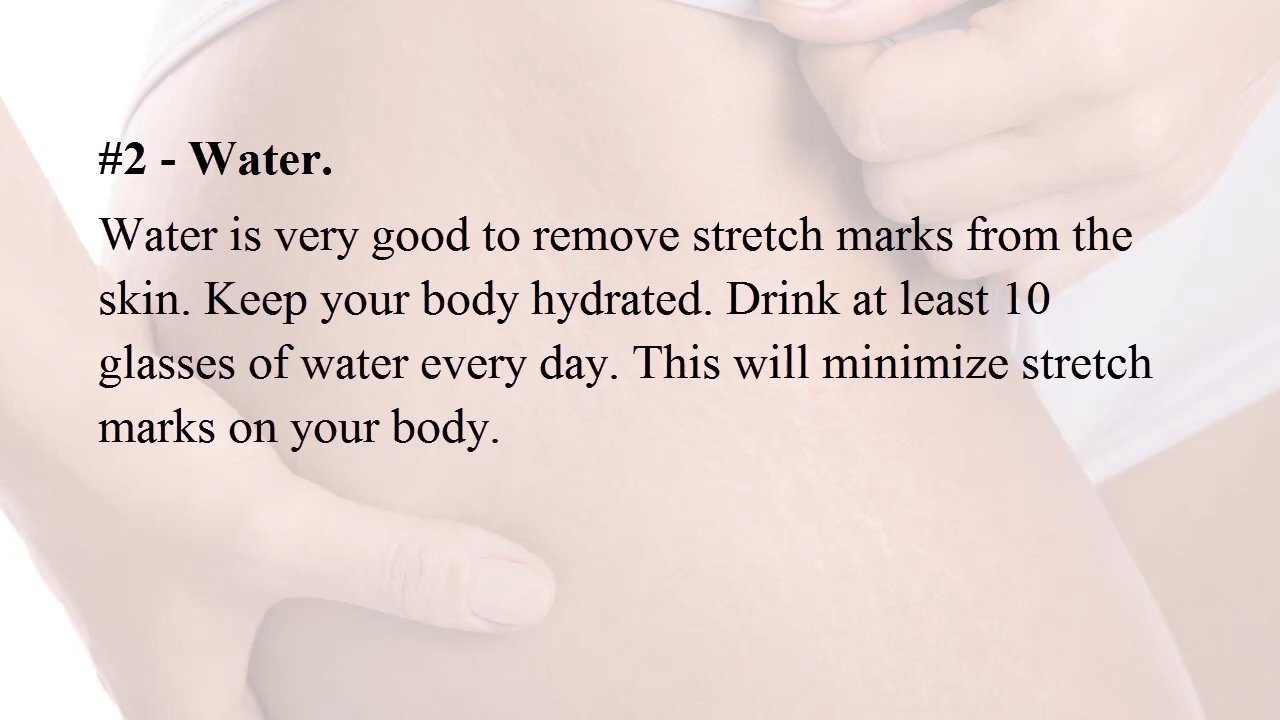 #2 - Water.
Water is very good to remove stretch marks from the
skin. Keep your body hydrated. Drink at least 10
glasses of water every day. This will minimize stretch
marks on your body.